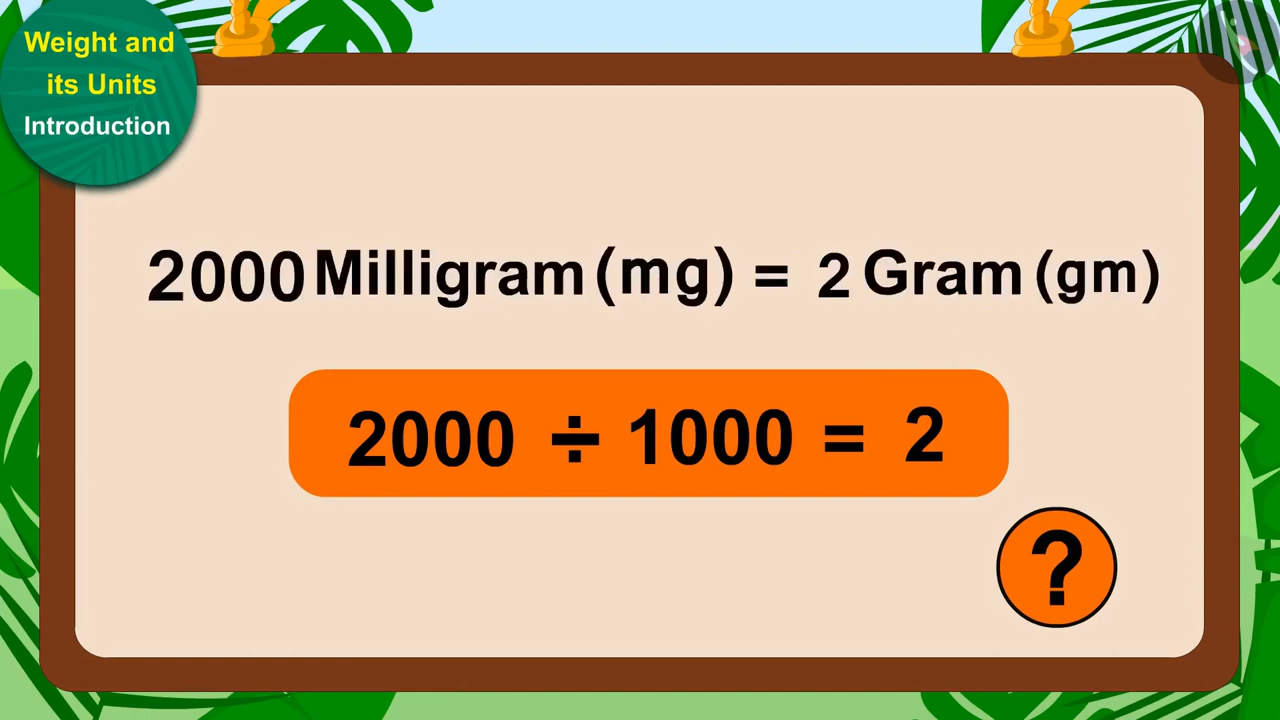 Weight and
its Units
Introduction
2000 Milligram (mg) = 2 Gram (gm)
2000 ÷ 1000 = 2
?